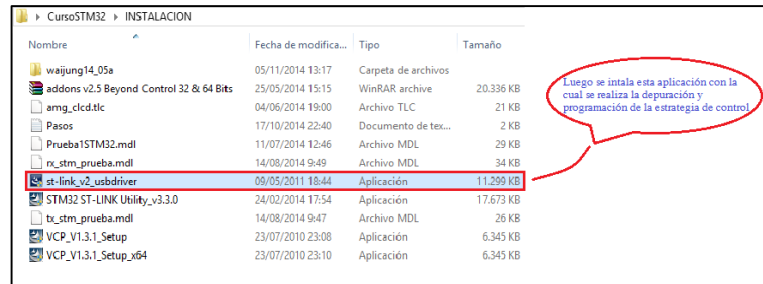 CursoSTM32 ▸ INSTALACION
Nombre Fecha de modifica... Tipo Tamaño
waijung14_05a 05/11/2014 13:17 Carpeta de archivos
addons v2.5 Beyond Control 32 & 64 Bits 25/05/2014 15:15 WinRAR archive 20.336 KB
amg_clcd.tlc 04/06/2014 19:00 Archivo TLC 21 KB
Pasos 17/10/2014 22:40 Documento de tex... 2 KB
Prueba1STM32.mdl 11/07/2014 12:46 Archivo MDL 29 KB
rx_stm_prueba.mdl 14/08/2014 9:49 Archivo MDL 34 KB
st-link_v2_usbdriver 09/05/2011 18:44 Aplicación 11.299 KB
STM32 ST-LINK Utility_v3.3.0 24/02/2014 17:54 Aplicación 17.673 KB
tx_stm_prueba.mdl 14/08/2014 9:47 Archivo MDL 26 KB
VCP_V1.3.1_Setup 23/07/2010 23:08 Aplicación 6.345 KB
VCP_V1.3.1_Setup_x64 23/07/2010 23:10 Aplicación 6.345 KB
Luego se intala esta aplicación con la
cual se realiza la depuración y
programación de la estrategia de control